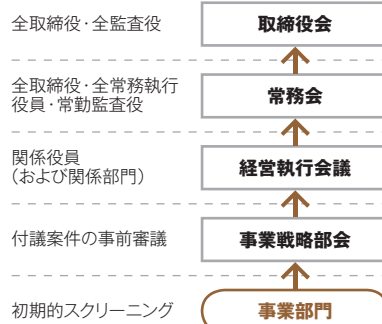 全取締役・全監査役
取締役会
全取締役・全常務執行
役員・常勤監査役
常務会
関係役員
(および関係部門)
経営執行会議
付議案件の事前審議
事業戦略部会
初期的スクリーニング
事業部門